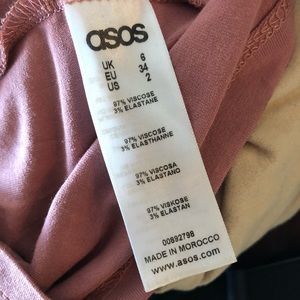 asos
UK 6
EU 34
US 2
97% VISCOSE
3% ELASTANE
97% VISCOSE
3% ELASTHANNE
97% VISCOSA
3% ELASTANO
97% VISKOSE
3% ELASTAN
00892798
MADE IN MOROCCO
www.asos.com